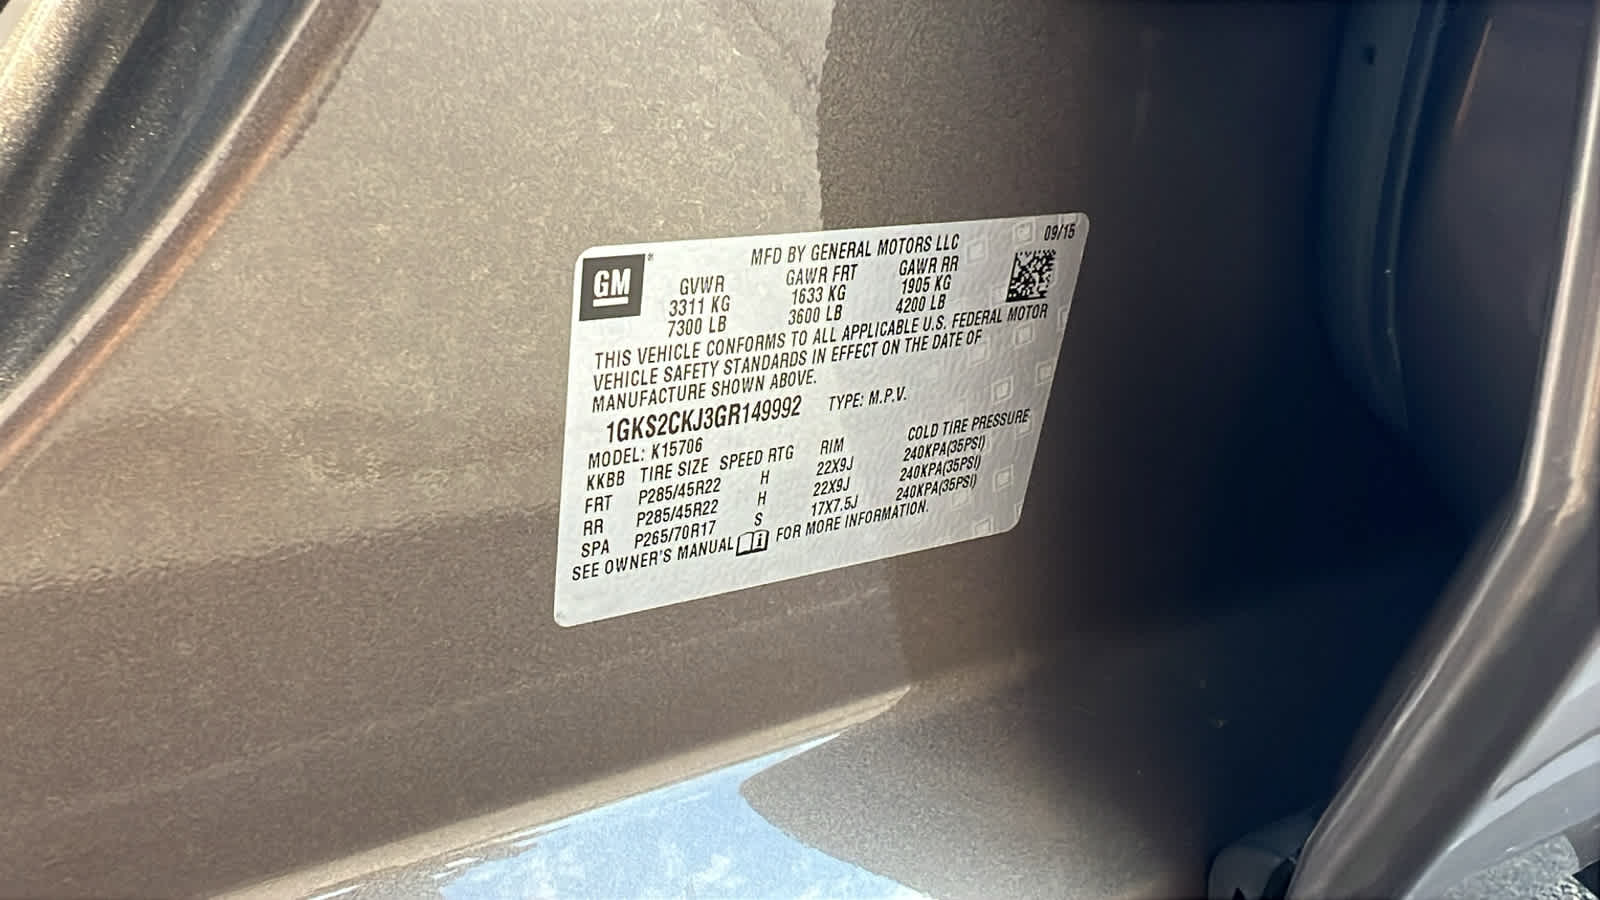 MFD BY GENERAL MOTORS LLC 09/15
GM®
GVWR GAWR FRT GAWR RR
3311 KG 1633 KG 1905 KG
7300 LB 3600 LB 4200 LB
THIS VEHICLE CONFORMS TO ALL APPLICABLE U.S. FEDERAL MOTOR
VEHICLE SAFETY STANDARDS IN EFFECT ON THE DATE OF
MANUFACTURE SHOWN ABOVE.
1GKS2CKJ3GR149992 TYPE: M.P.V.
MODEL: K15706
KKBB TIRE SIZE SPEED RTG RIM COLD TIRE PRESSURE
FRT P285/45R22 H 22X9J 240KPA(35PSI)
RR P285/45R22 H 22X9J 240KPA(35PSI)
SPA P265/70R17 S 17X7.5J 240KPA(35PSI)
SEE OWNER'S MANUAL FOR MORE INFORMATION.